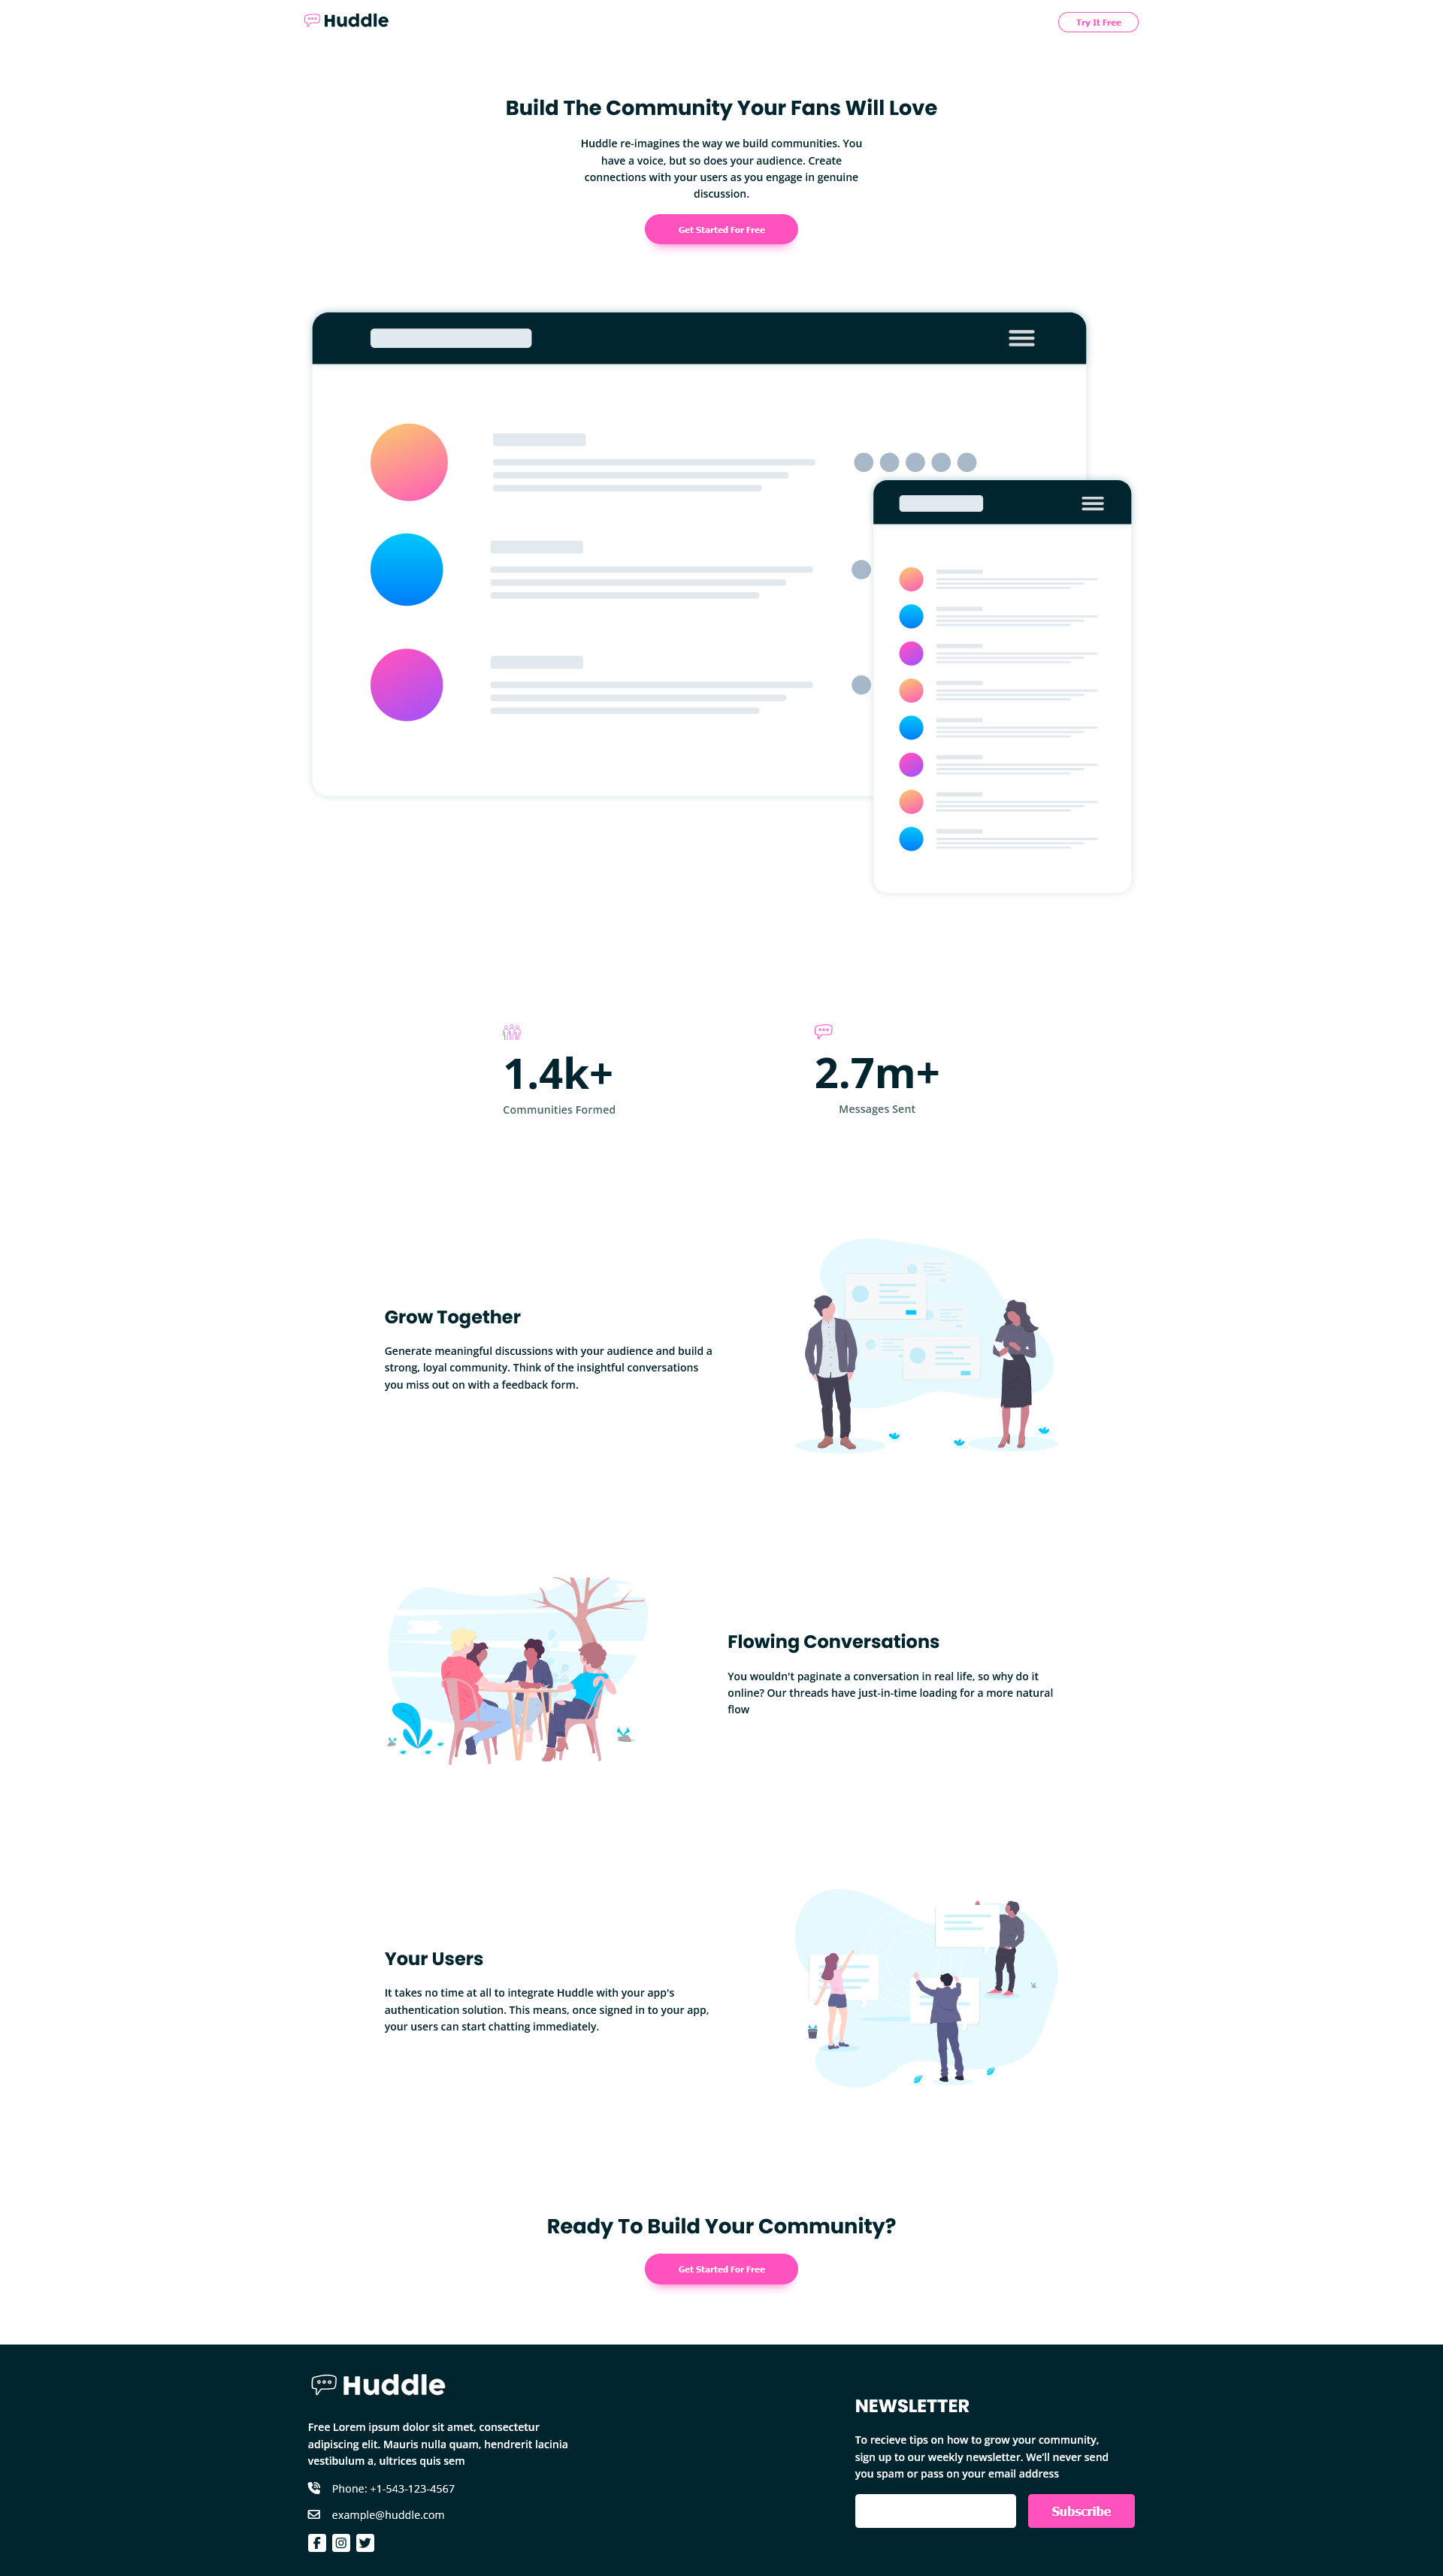 Huddle
Try It Free
Build The Community Your Fans Will Love
Huddle re-imagines the way we build communities. You
have a voice, but so does your audience. Create
connections with your users as you engage in genuine
discussion.
Get Started For Free
1.4k+
Communities Formed
2.7m+
Messages Sent
Grow Together
Generate meaningful discussions with your audience and build a
strong, loyal community. Think of the insightful conversations
you miss out on with a feedback form.
Flowing Conversations
You wouldn't paginate a conversation in real life, so why do it
online? Our threads have just-in-time loading for a more natural
flow
Your Users
It takes no time at all to integrate Huddle with your app's
authentication solution. This means, once signed in to your app,
your users can start chatting immediately.
Ready To Build Your Community?
Get Started For Free
Huddle
Free Lorem ipsum dolor sit amet, consectetur
adipiscing elit. Mauris nulla quam, hendrerit lacinia
vestibulum a, ultrices quis sem
Phone: +1-543-123-4567
example@huddle.com
NEWSLETTER
To recieve tips on how to grow your community,
sign up to our weekly newsletter. We’ll never send
you spam or pass on your email address
Subscribe